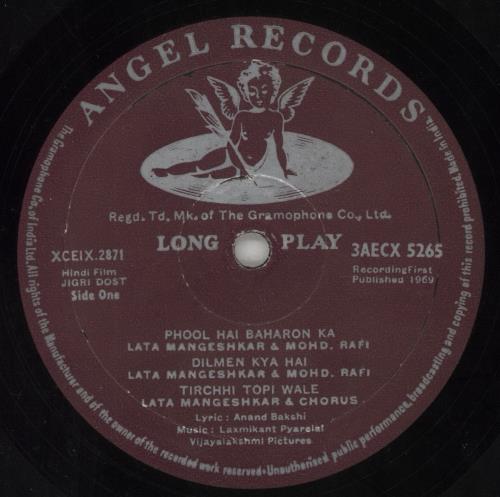 ANGEL RECORDS
Regd. Td. Mk. of The Gramophone Co., Ltd.
LONG PLAY
XCEIX.2871
3AECX 5265
Hindi Film
JIGRI DOST
Side One
Recording First
Published 1969
PHOOL HAI BAHARON KA
LATA MANGESHKAR & MOHD. RAFI
DILMEN KYA HAI
LATA MANGESHKAR & MOHD. RAFI
TIRCHHI TOPI WALE
LATA MANGESHKAR & CHORUS
Lyric: Anand Bakshi
Music: Laxmikant Pyarelal
Vijayalakshmi Pictures
The Gramophone Co. of India Ltd. All rights of the Manufacturer and of the owner of the recorded work reserved-Unauthorised public performance, broadcasting and copying of this record prohibited. Made in India.